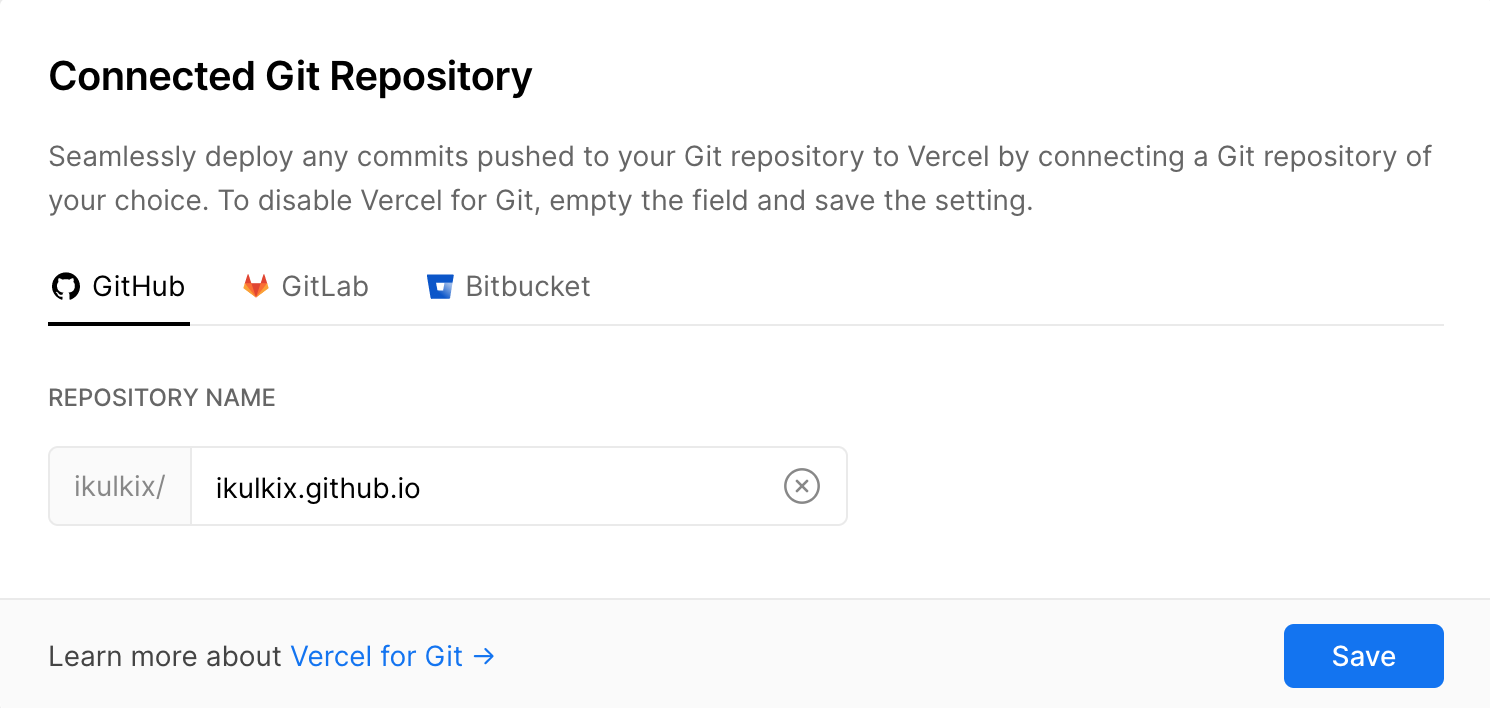 Connected Git Repository
Seamlessly deploy any commits pushed to your Git repository to Vercel by connecting a Git repository of
your choice. To disable Vercel for Git, empty the field and save the setting.
GitHub GitLab Bitbucket
REPOSITORY NAME
ikulkix/ ikulkix.github.io
Learn more about Vercel for Git → Save